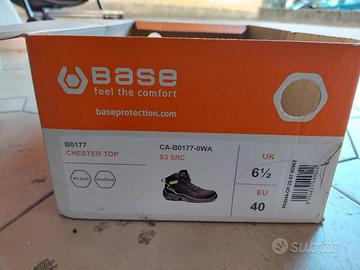 BASE
feel the comfort
baseprotection.com
B0177
CHESTER TOP
CA-B0177-0WA
S3 SRC
UK
6½
EU
40
subito